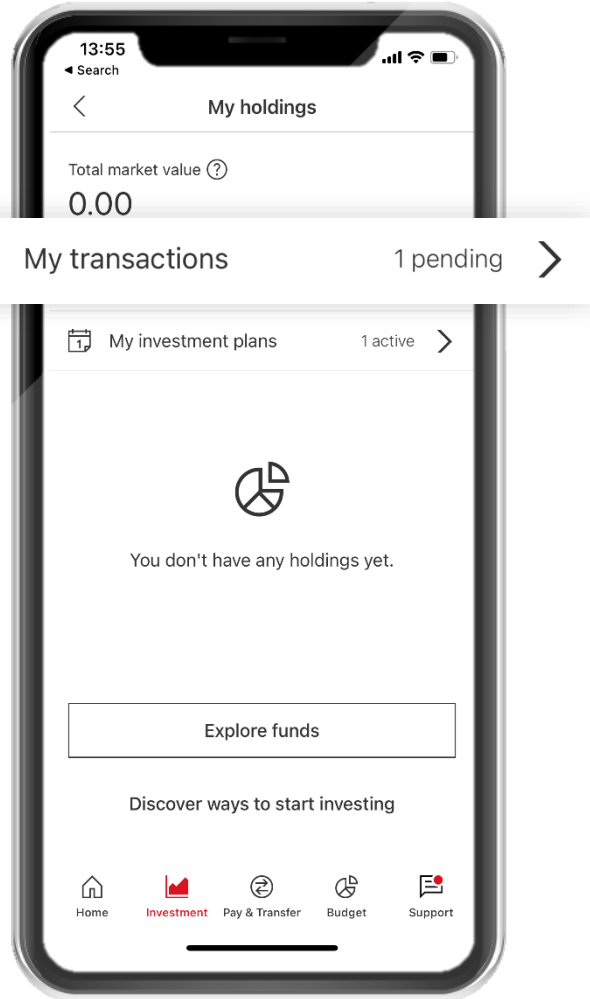 13:55
◀ Search
My holdings
Total market value ?
0.00
My transactions 1 pending
1 My investment plans 1 active
You don't have any holdings yet.
Explore funds
Discover ways to start investing
Home Investment Pay & Transfer Budget Support